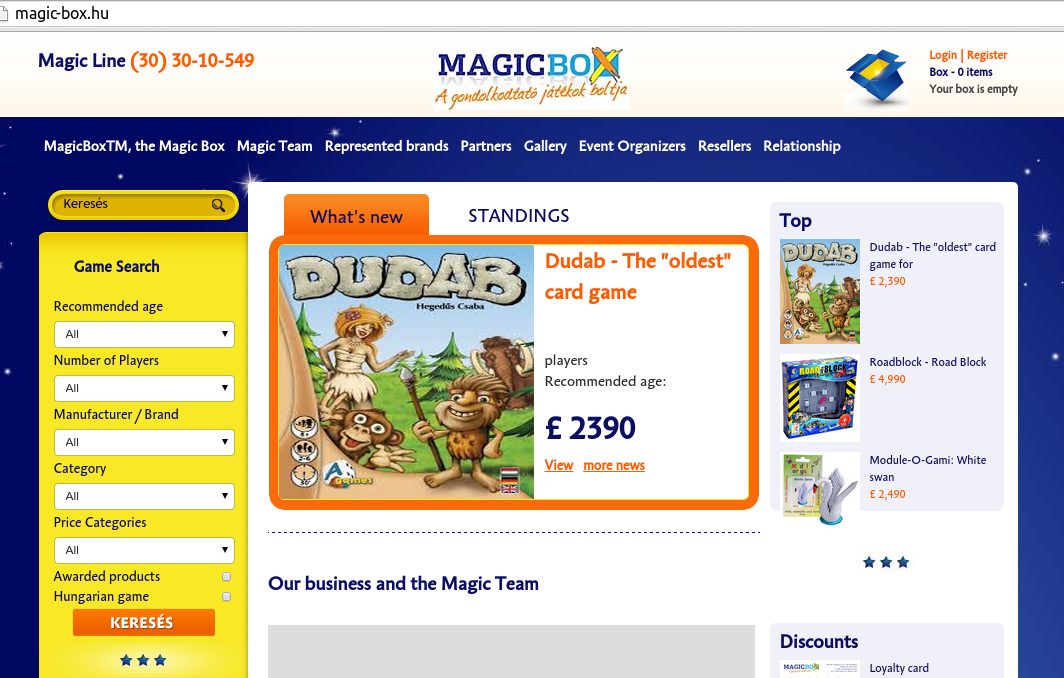 magic-box.hu
Magic Line (30) 30-10-549
MAGICBOX
A gondolkodtató játékok boltja
Login | Register
Box - 0 items
Your box is empty
MagicBoxTM, the Magic Box Magic Team Represented brands Partners Gallery Event Organizers Resellers Relationship
Keresés
Game Search
Recommended age
All
Number of Players
All
Manufacturer / Brand
All
Category
All
Price Categories
All
Awarded products
Hungarian game
KERESÉS
What's new
STANDINGS
DUDAB
Hegedűs Csaba
A games
Dudab - The "oldest"
card game
players
Recommended age:
£ 2390
View more news
Our business and the Magic Team
Top
DUDAB
Dudab - The "oldest" card
game for
£ 2,390
ROADBLOCK
Roadblock - Road Block
£ 4,990
Module-O-Gami: White
swan
£ 2,490
Discounts
MAGICBOX
Loyalty card